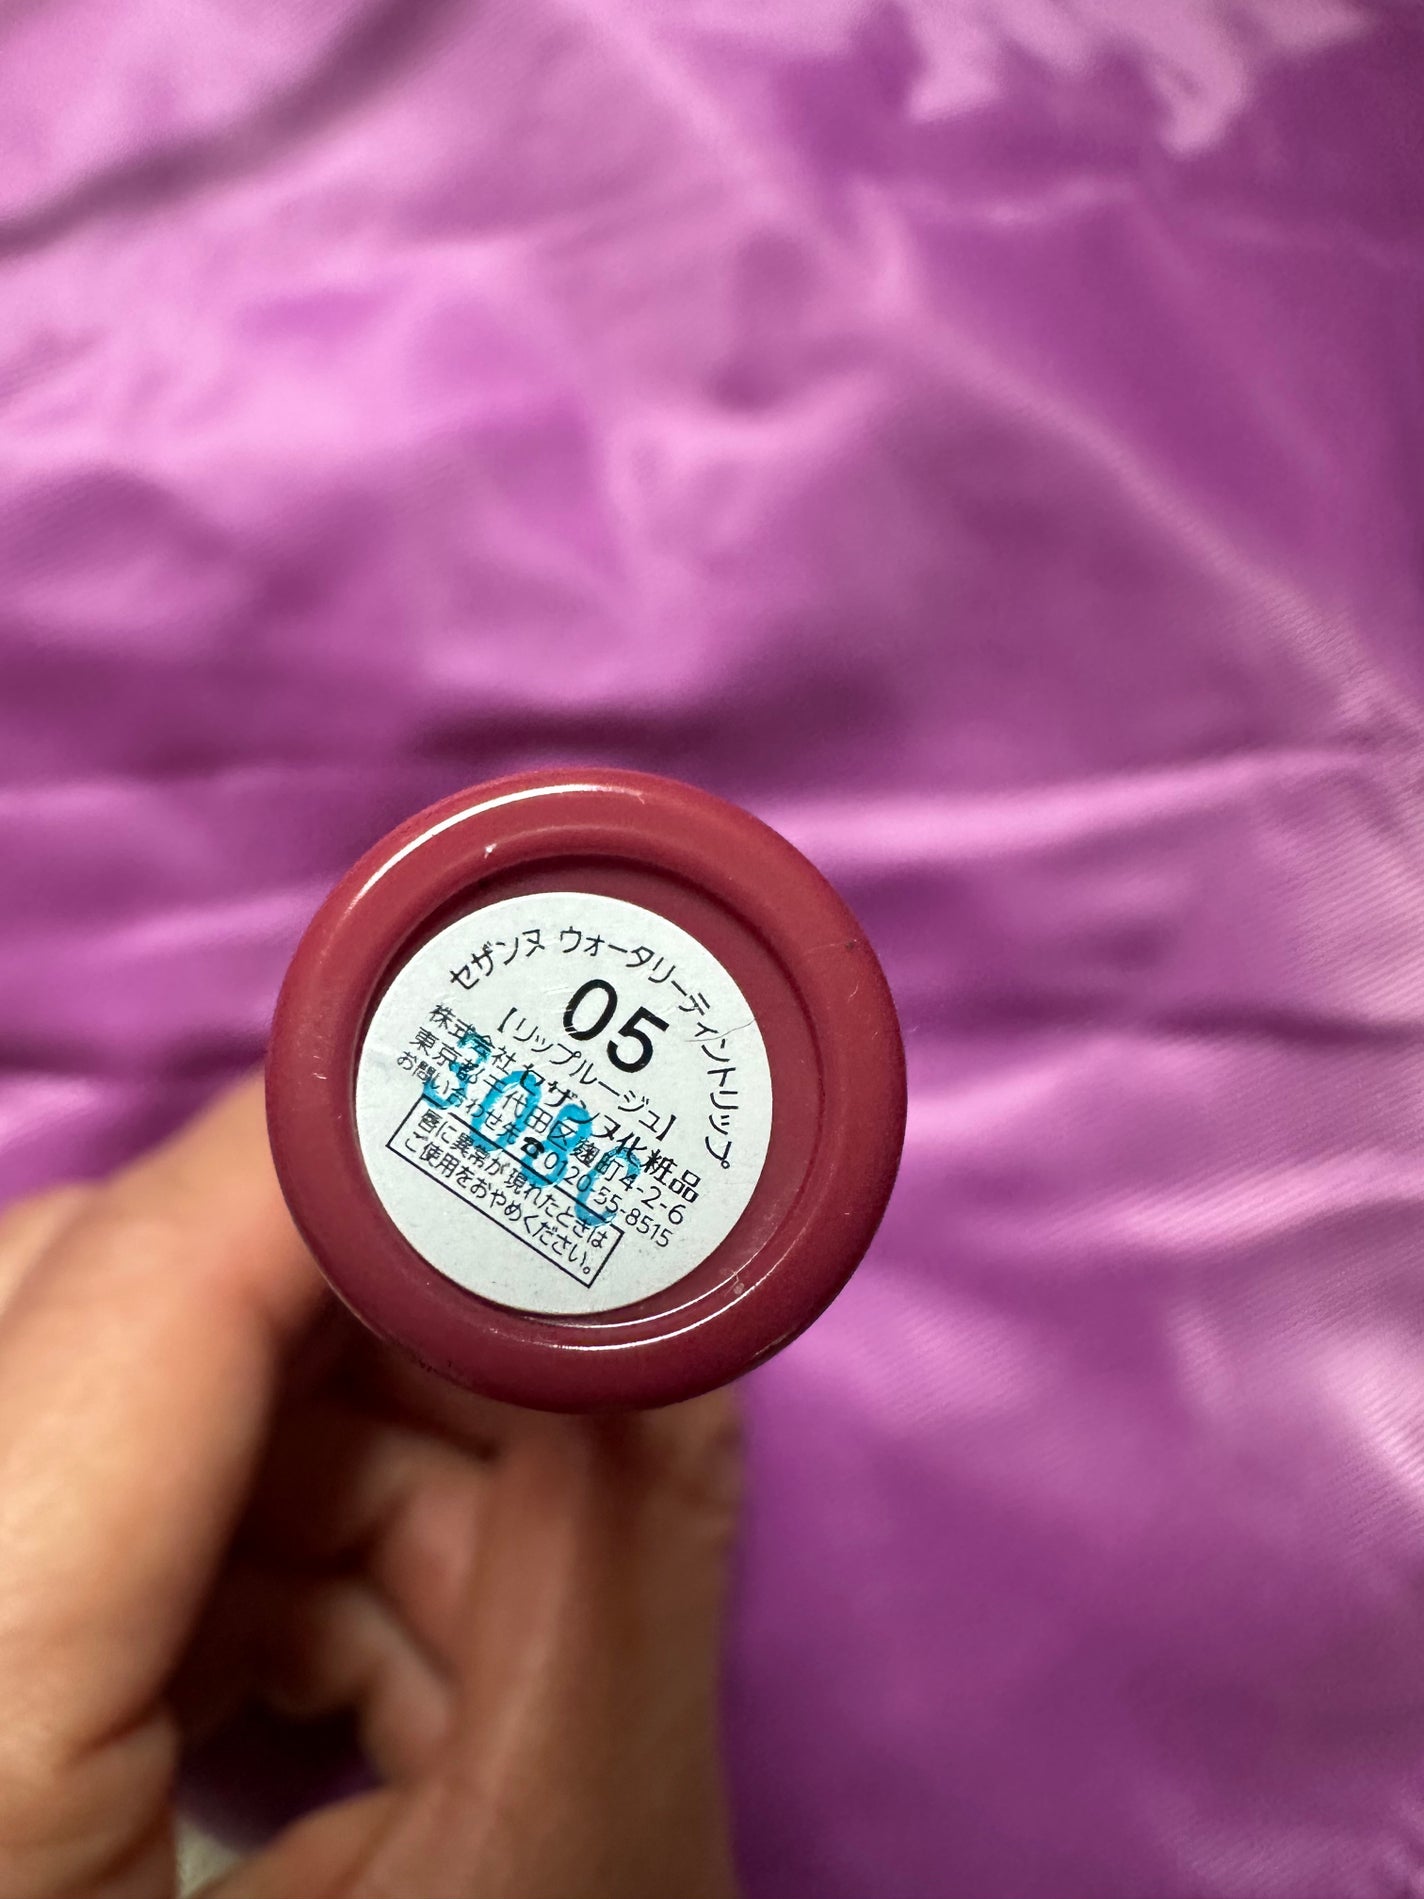 セザンヌ ウォータリーティントリップ
05
【リップルージュ】
株式会社 セザンヌ化粧品
東京都千代田区麹町4-2-6
お問い合わせ先☎0120-55-8515
唇に異常が現れたときは
ご使用をおやめください。